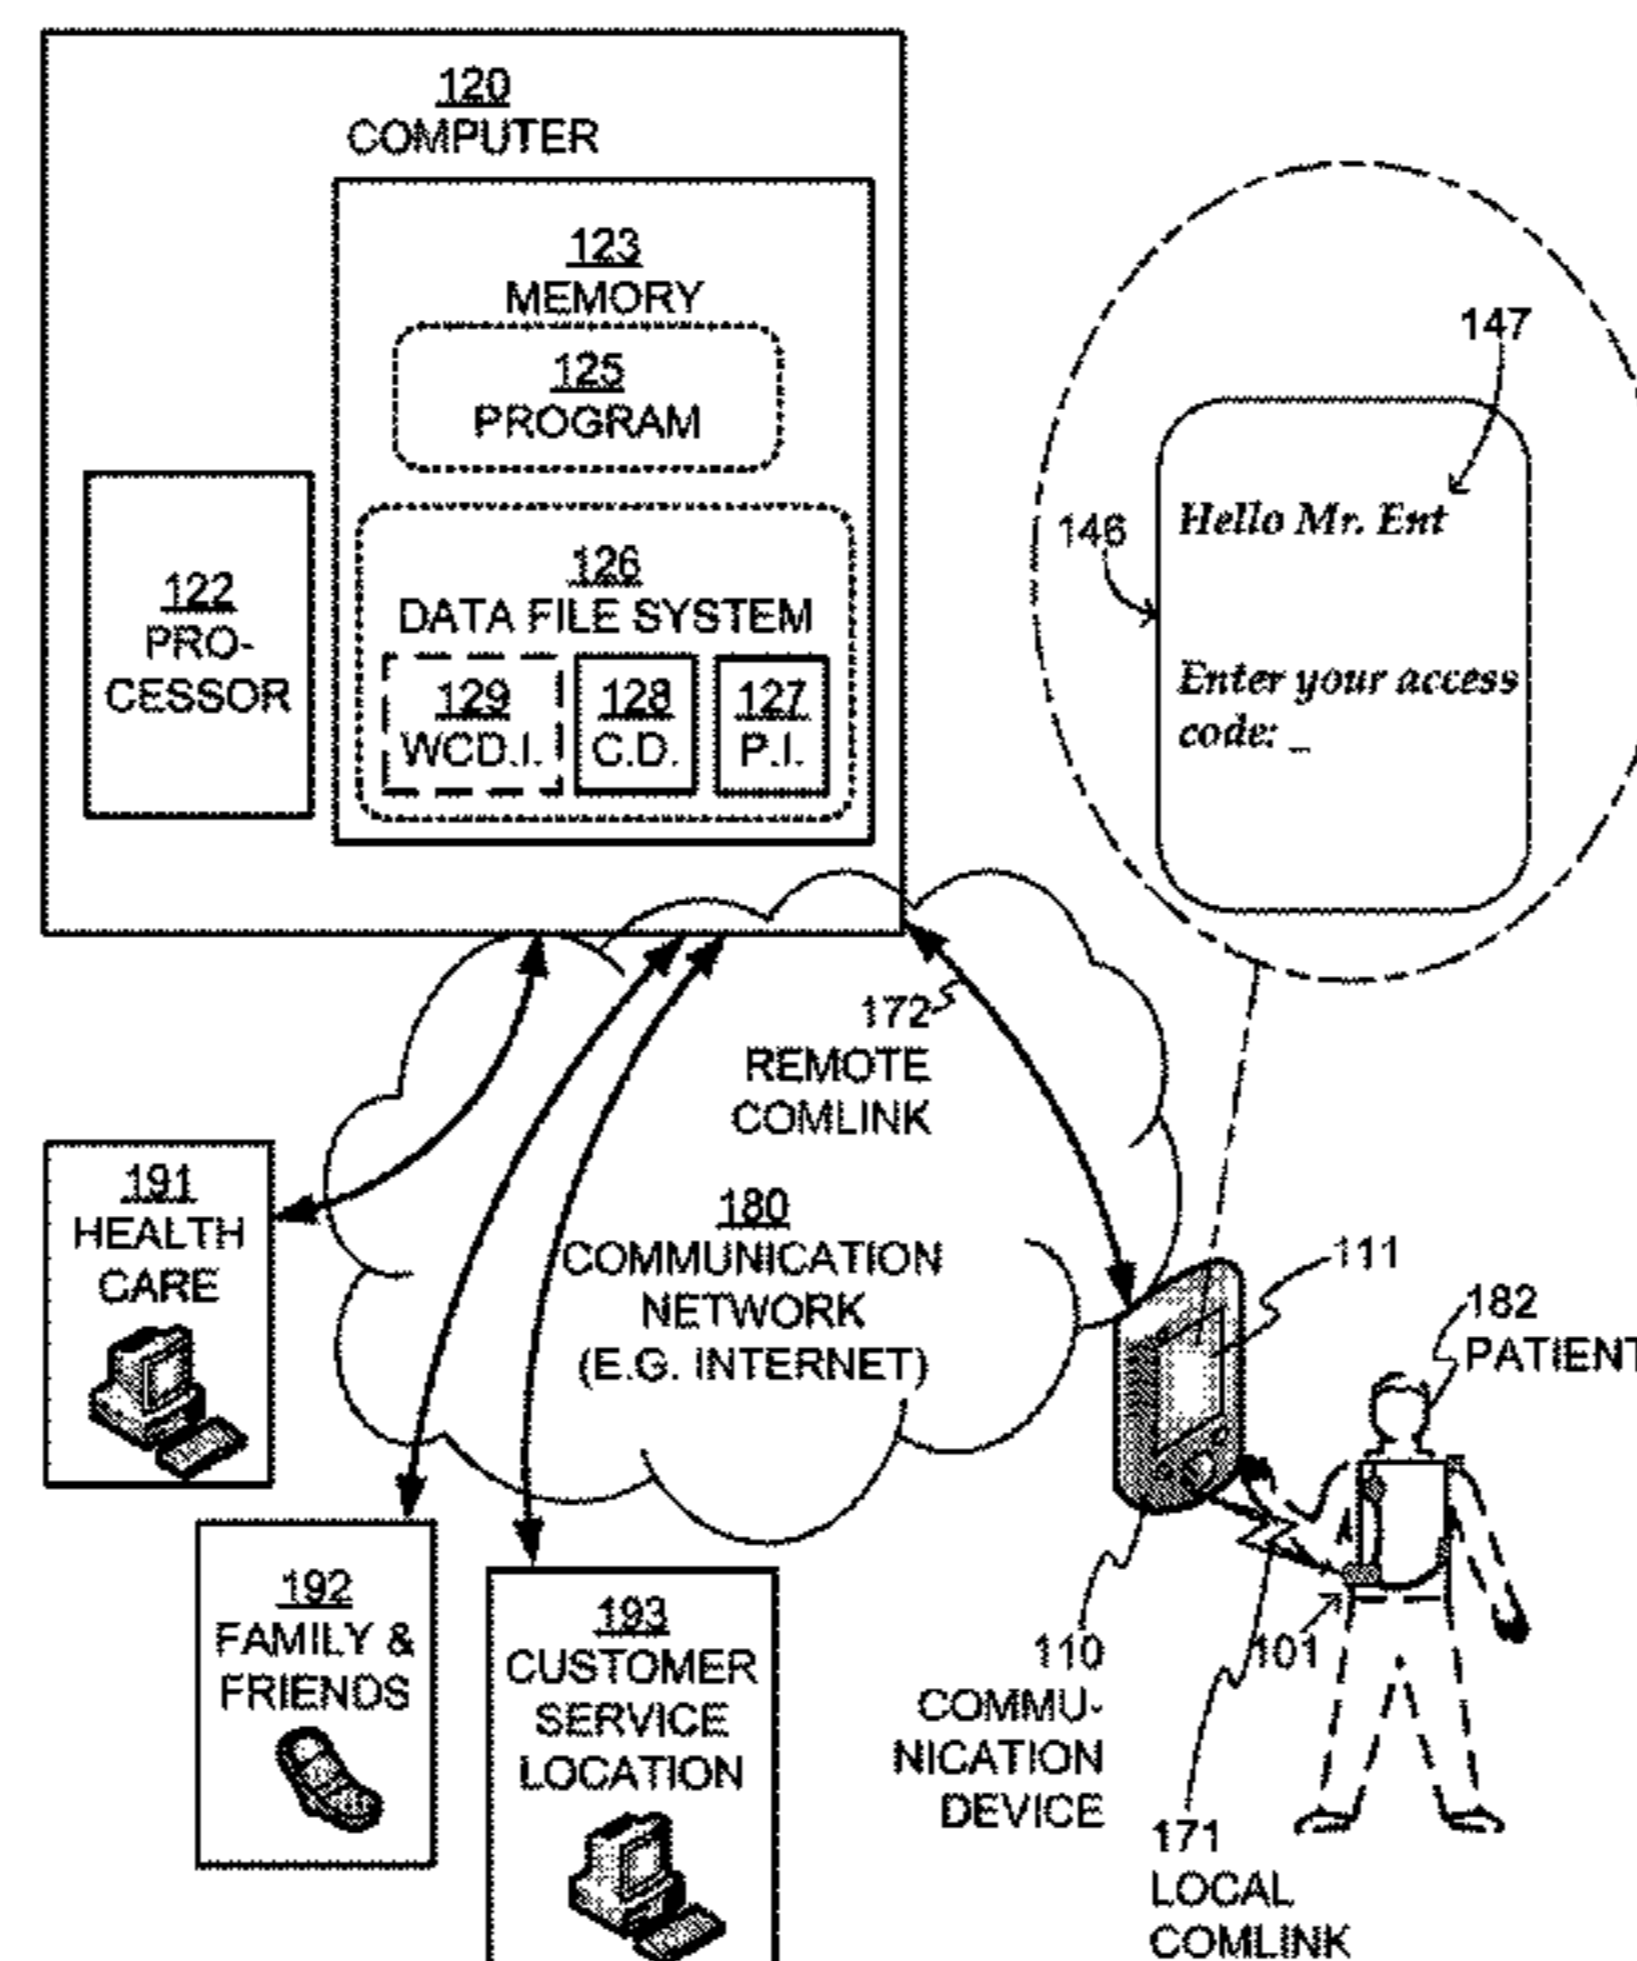 120
COMPUTER
123
MEMORY
125
PROGRAM
122
PRO-
CESSOR
126
DATA FILE SYSTEM
129
WCD.I.
128
C.D.
127
P.I.
147
146
Hello Mr. Ent
Enter your access
code: _
172
REMOTE
COMLINK
191
HEALTH
CARE
180
COMMUNICATION
NETWORK
(E.G. INTERNET)
111
182
PATIENT
192
FAMILY &
FRIENDS
193
CUSTOMER
SERVICE
LOCATION
110
COMMU-
NICATION
DEVICE
101
171
LOCAL
COMLINK